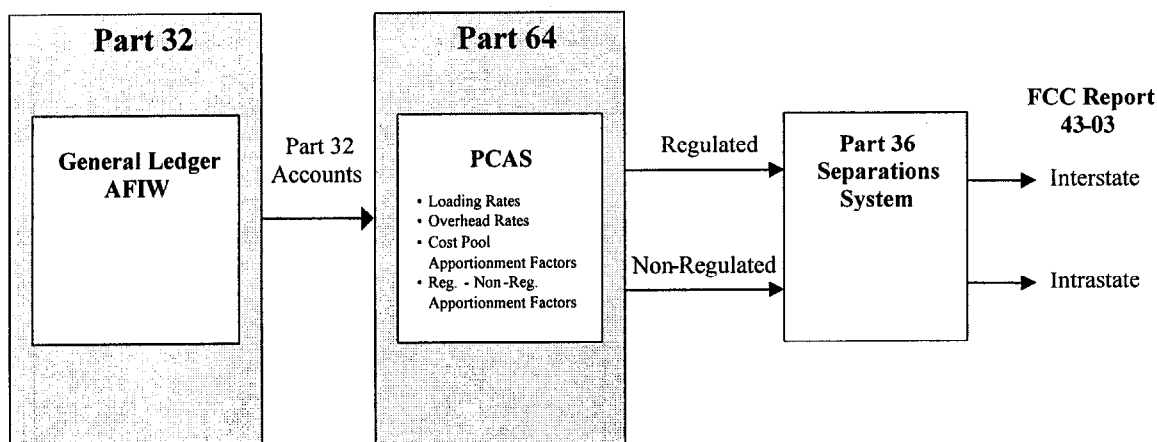 Part 32
General Ledger
AFIW
Part 32
Accounts
Part 64
PCAS
• Loading Rates
• Overhead Rates
• Cost Pool
Apportionment Factors
• Reg. - Non-Reg.
Apportionment Factors
Regulated
Non-Regulated
Part 36
Separations
System
FCC Report
43-03
Interstate
Intrastate